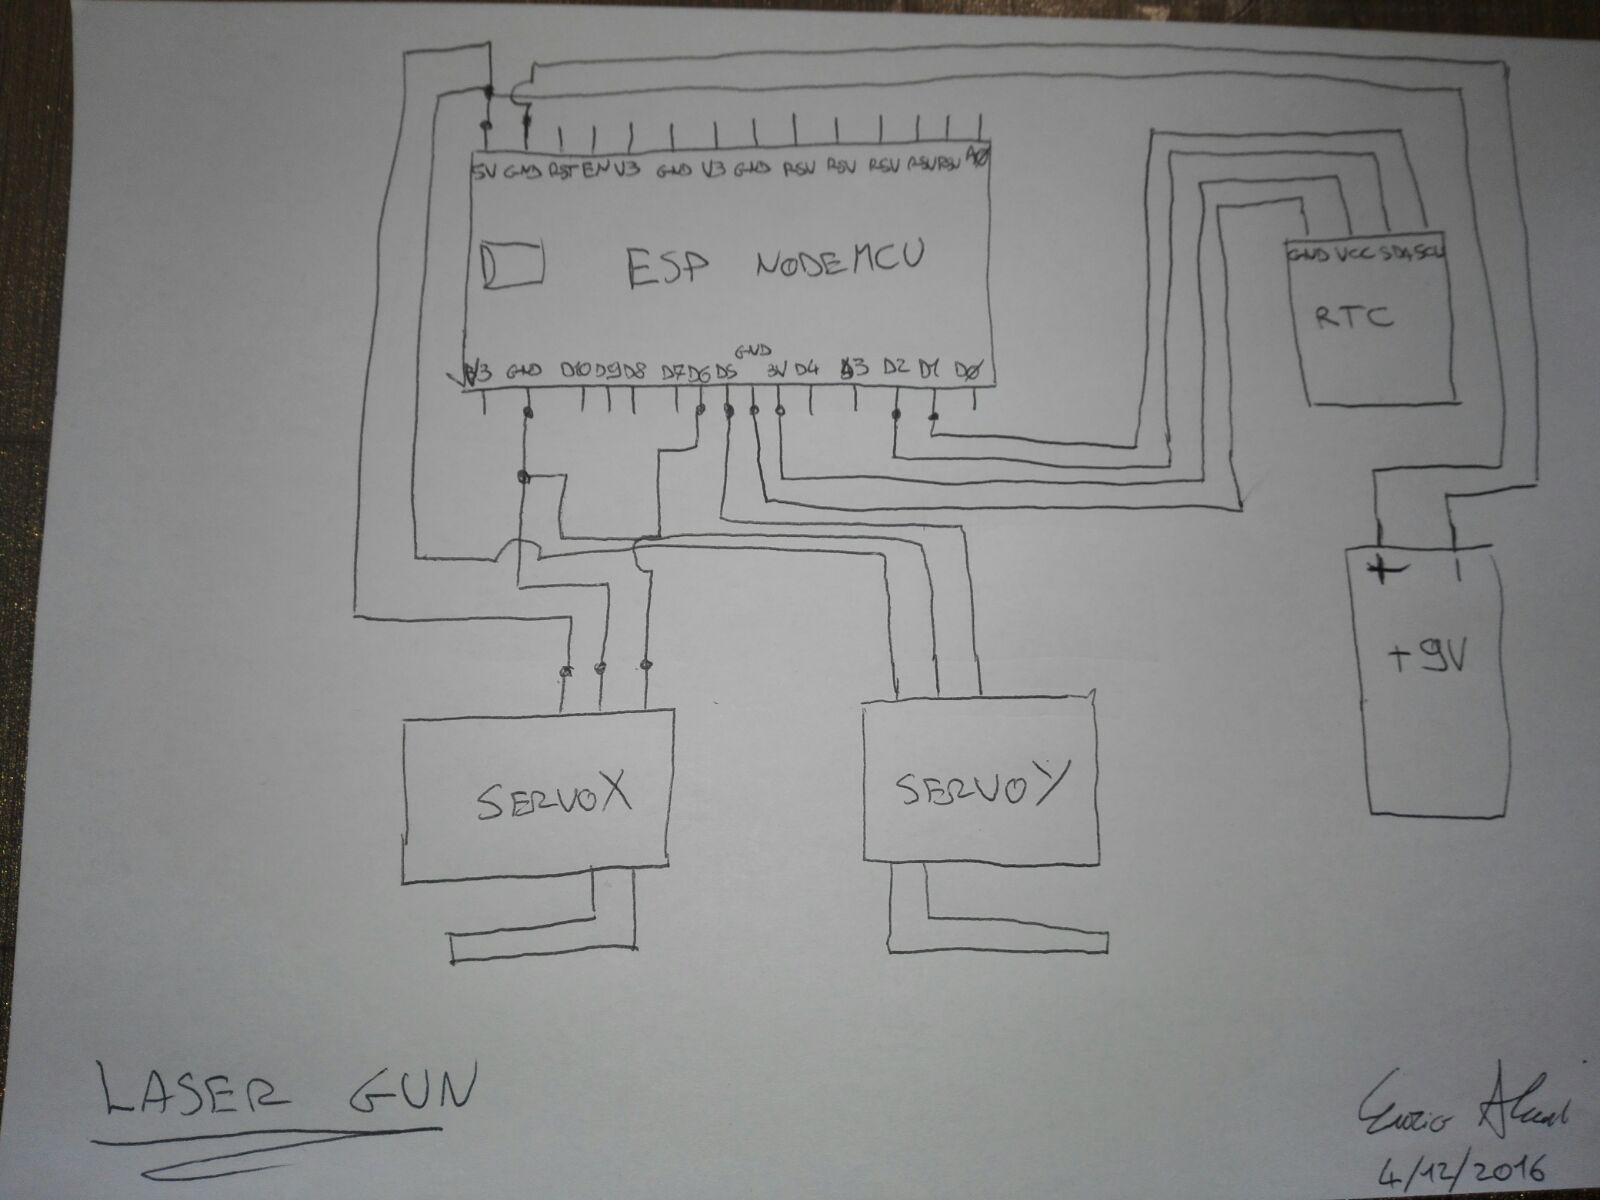 5V GND RST EN V3 GND V3 GND RSV RSV RSV RSV RSV A0
ESP NODEMCU
GND VCC SDA SCL
RTC
GND
V3 GND D10 D9 D8 D7 D6 D5 3V D4 D3 D2 D1 D0
+
+9V
SERVOX
SERVOY
LASER GUN
4/12/2016